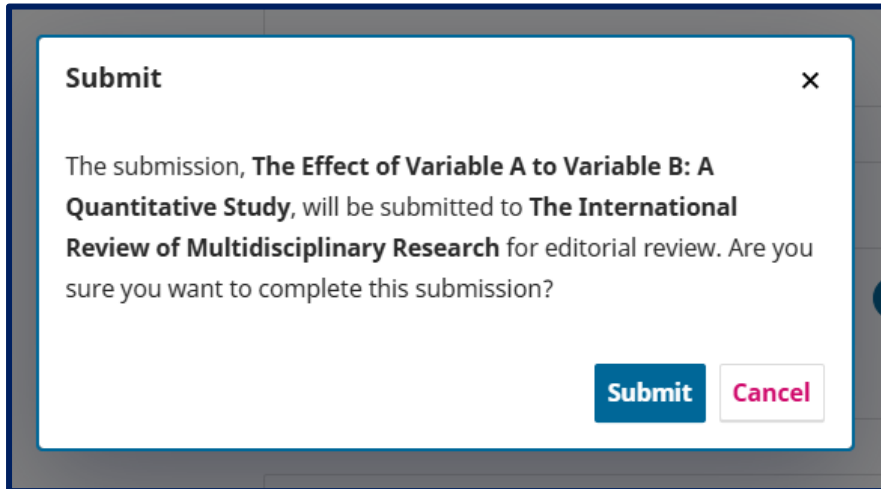 Submit
×
The submission, The Effect of Variable A to Variable B: A
Quantitative Study, will be submitted to The International
Review of Multidisciplinary Research for editorial review. Are you
sure you want to complete this submission?
Submit Cancel